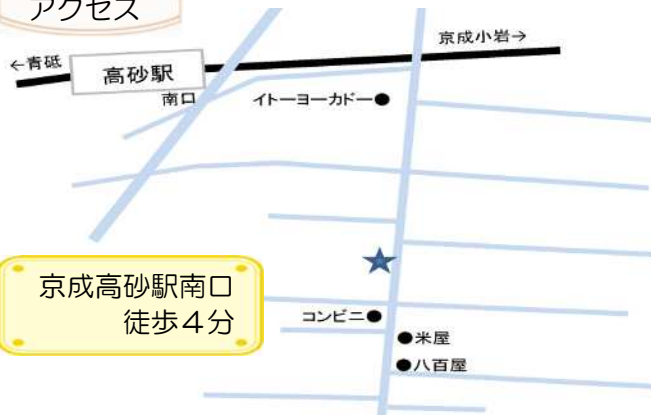 アクセス
京成小岩→
←青砥
高砂駅
南口
イトーヨーカドー●
京成高砂駅南口
徒歩４分
コンビニ●
●米屋
●八百屋